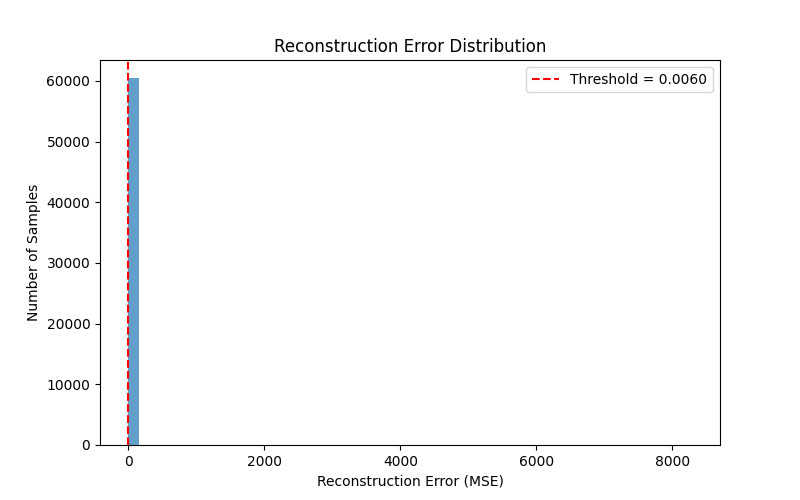 Reconstruction Error Distribution
Threshold = 0.0060
Number of Samples
60000
50000
40000
30000
20000
10000
0
0 2000 4000 6000 8000
Reconstruction Error (MSE)